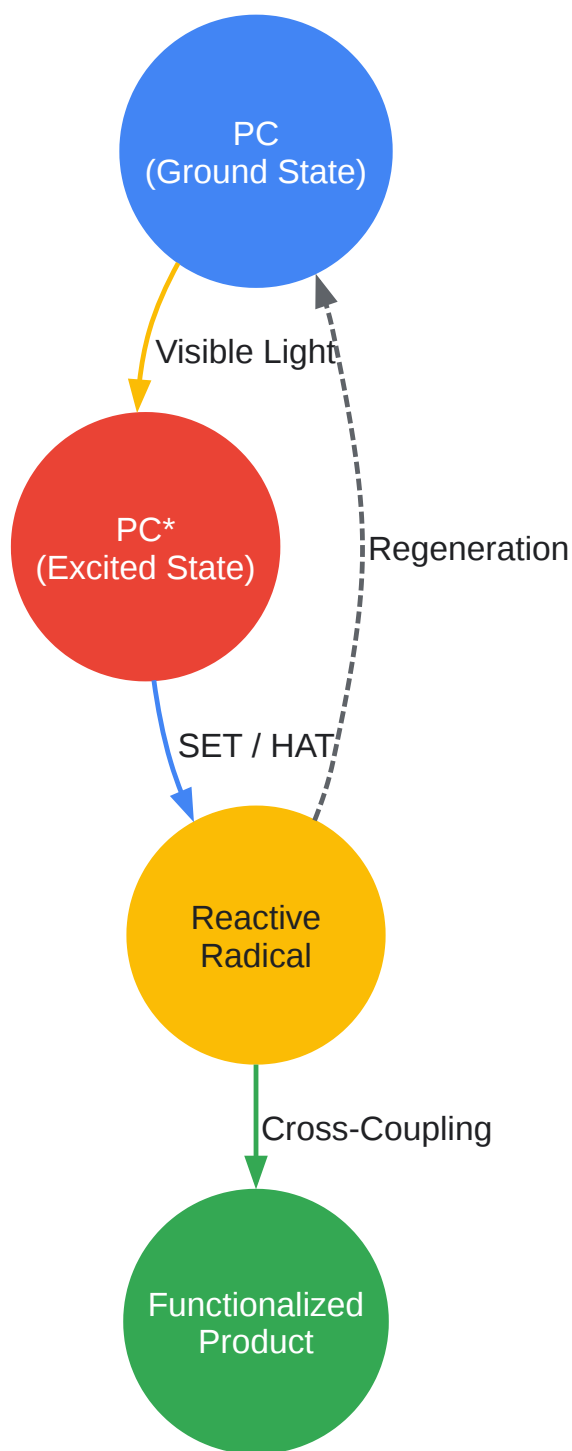 PC
(Ground State)
Visible Light
PC*
(Excited State)
Regeneration
SET / HAT
Reactive
Radical
Cross-Coupling
Functionalized
Product